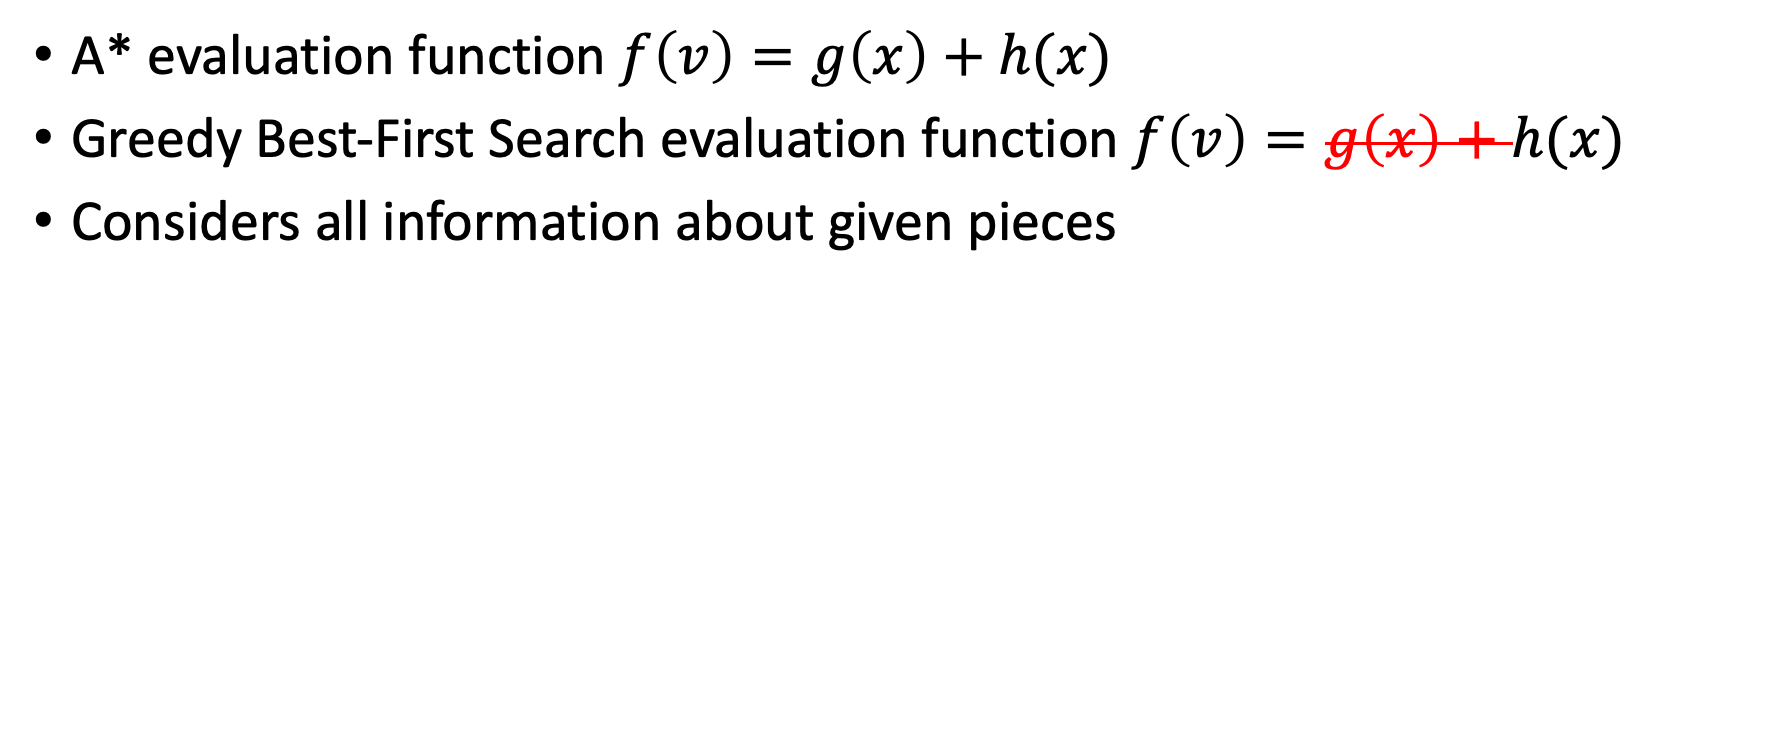 • A* evaluation function f(v) = g(x) + h(x)
• Greedy Best-First Search evaluation function f(v) = g(x) + h(x)
• Considers all information about given pieces